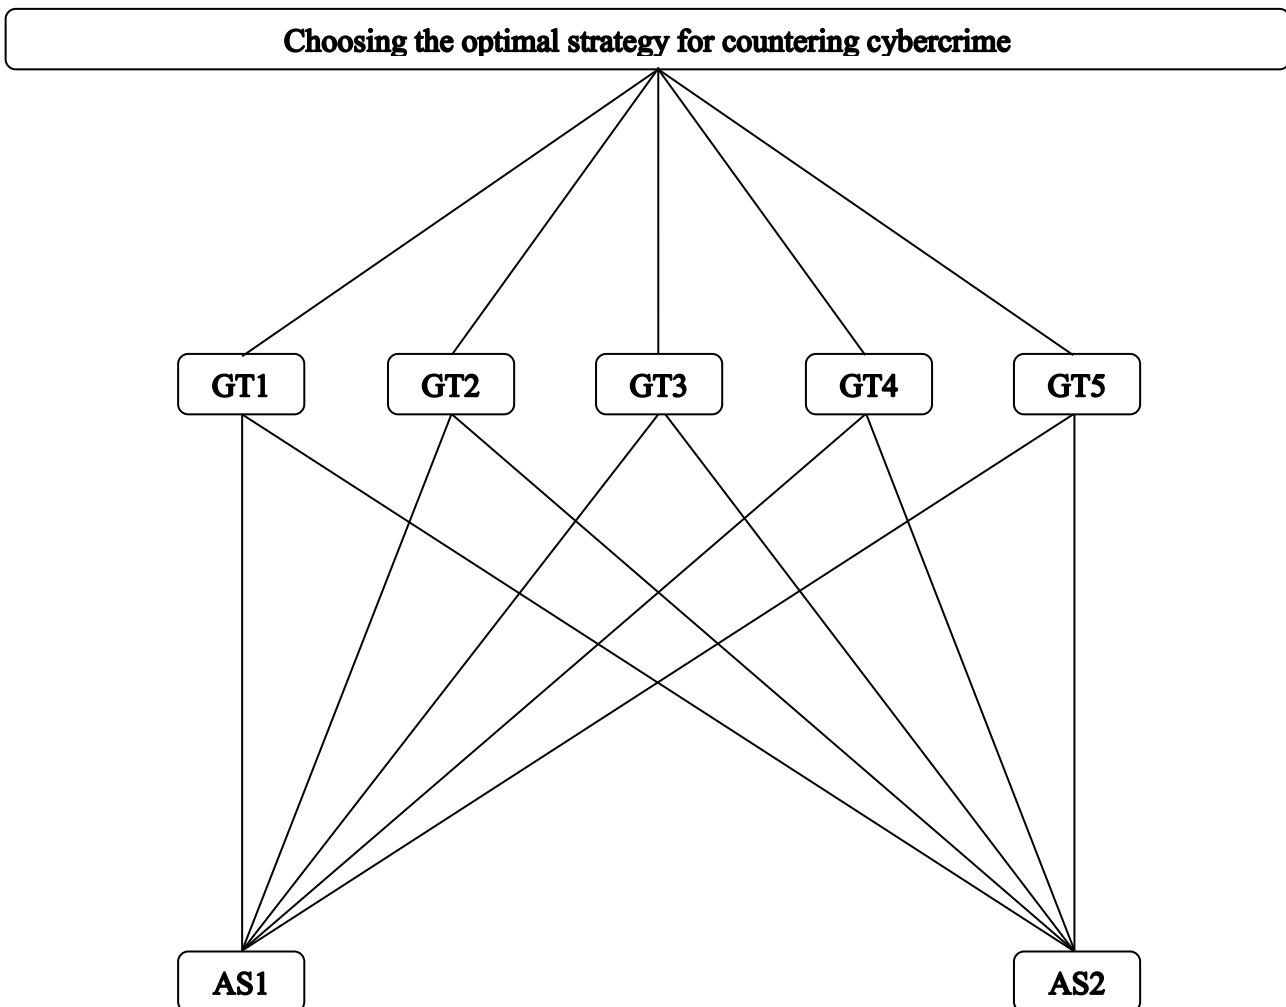 Choosing the optimal strategy for countering cybercrime
GT1 GT2 GT3 GT4 GT5
AS1 AS2